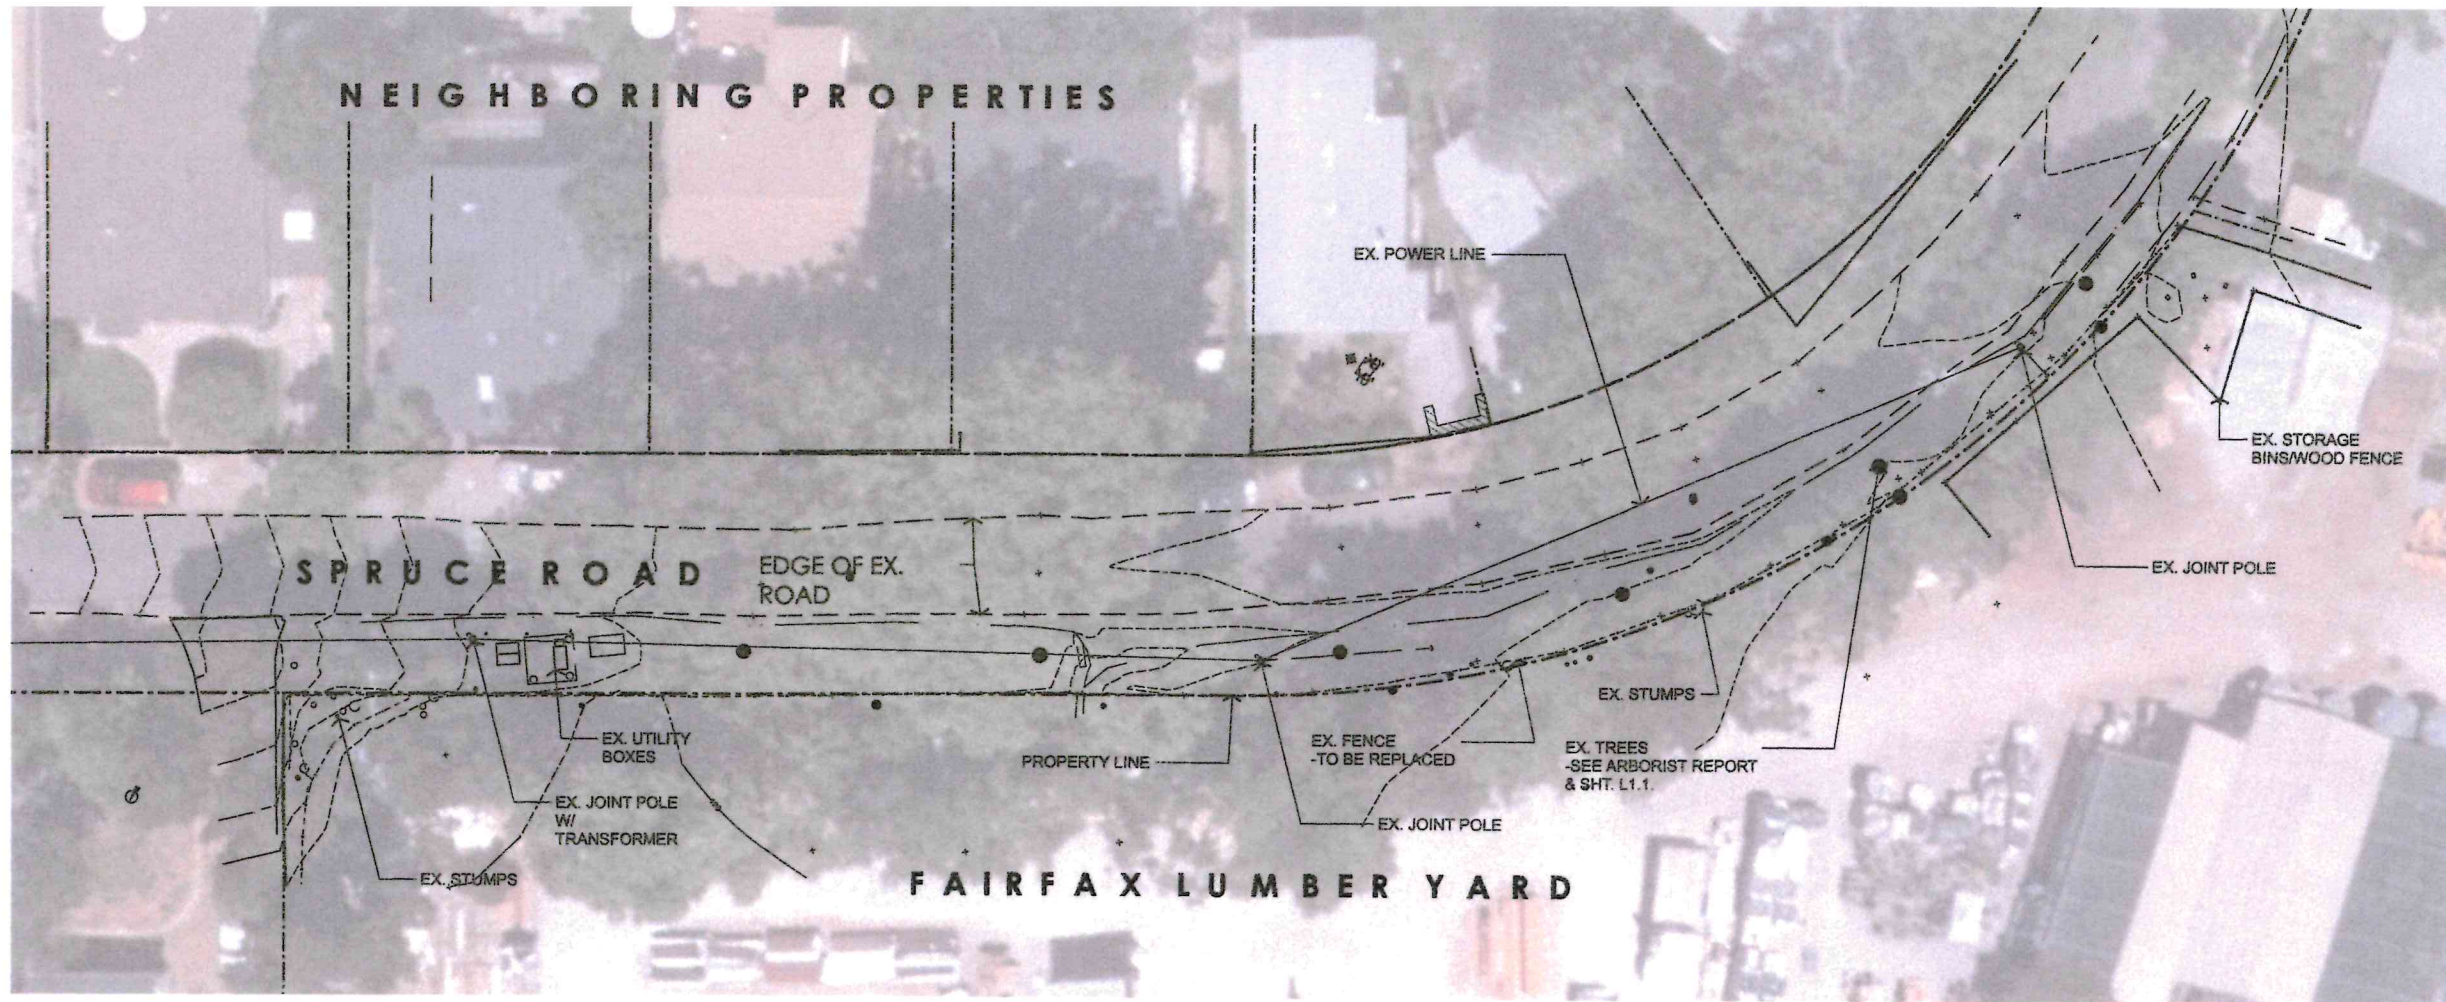 NEIGHBORING PROPERTIES
EX. POWER LINE
EX. STORAGE
BINS/WOOD FENCE
EX. JOINT POLE
SPRUCE ROAD
EDGE OF EX.
ROAD
EX. UTILITY
BOXES
EX. JOINT POLE
W/
TRANSFORMER
EX. STUMPS
PROPERTY LINE
EX. FENCE
-TO BE REPLACED
EX. JOINT POLE
EX. STUMPS
EX. TREES
-SEE ARBORIST REPORT
& SHT. L1.1.
FAIRFAX LUMBER YARD